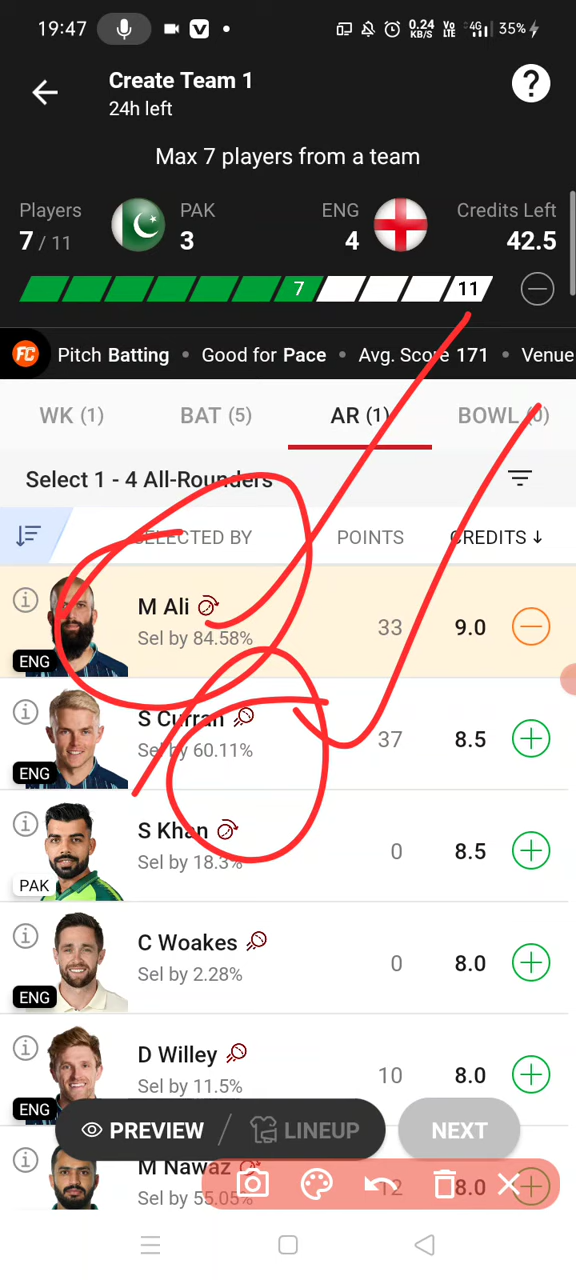 19:47 0.24 KB/S Vo LTE 4G 35%
Create Team 1
24h left
?
Max 7 players from a team
Players PAK ENG Credits Left
7 / 11 3 4 42.5
7 11
FC Pitch Batting • Good for Pace • Avg. Score 171 • Venue
WK (1) BAT (5) AR (1) BOWL (0)
Select 1 - 4 All-Rounders
SELECTED BY POINTS CREDITS ↓
M Ali
Sel by 84.58% 33 9.0
ENG
S Curran
Sel by 60.11% 37 8.5
ENG
S Khan
Sel by 18.3% 0 8.5
PAK
C Woakes
Sel by 2.28% 0 8.0
ENG
D Willey
Sel by 11.5% 10 8.0
ENG
PREVIEW / LINEUP NEXT
M Nawaz
Sel by 55.05% 12 8.0